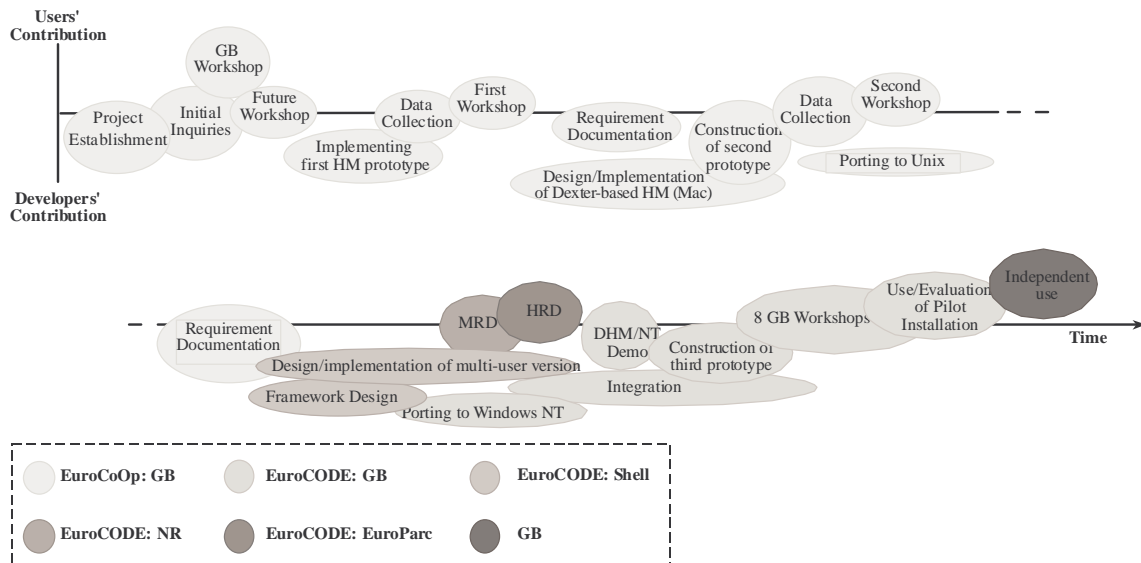 Users'
Contribution
GB
Workshop
Project
Establishment
Initial
Inquiries
Future
Workshop
Implementing
first HM prototype
Data
Collection
First
Workshop
Requirement
Documentation
Design/Implementation
of Dexter-based HM (Mac)
Construction
of second
prototype
Data
Collection
Second
Workshop
Porting to Unix
Developers'
Contribution
Requirement
Documentation
MRD
HRD
Design/implementation of multi-user version
Framework Design
Porting to Windows NT
DHM/NT
Demo
Integration
Construction of
third prototype
8 GB Workshops
Use/Evaluation
of Pilot
Installation
Independent
use
Time
EuroCoOp: GB
EuroCODE: GB
EuroCODE: Shell
EuroCODE: NR
EuroCODE: EuroParc
GB